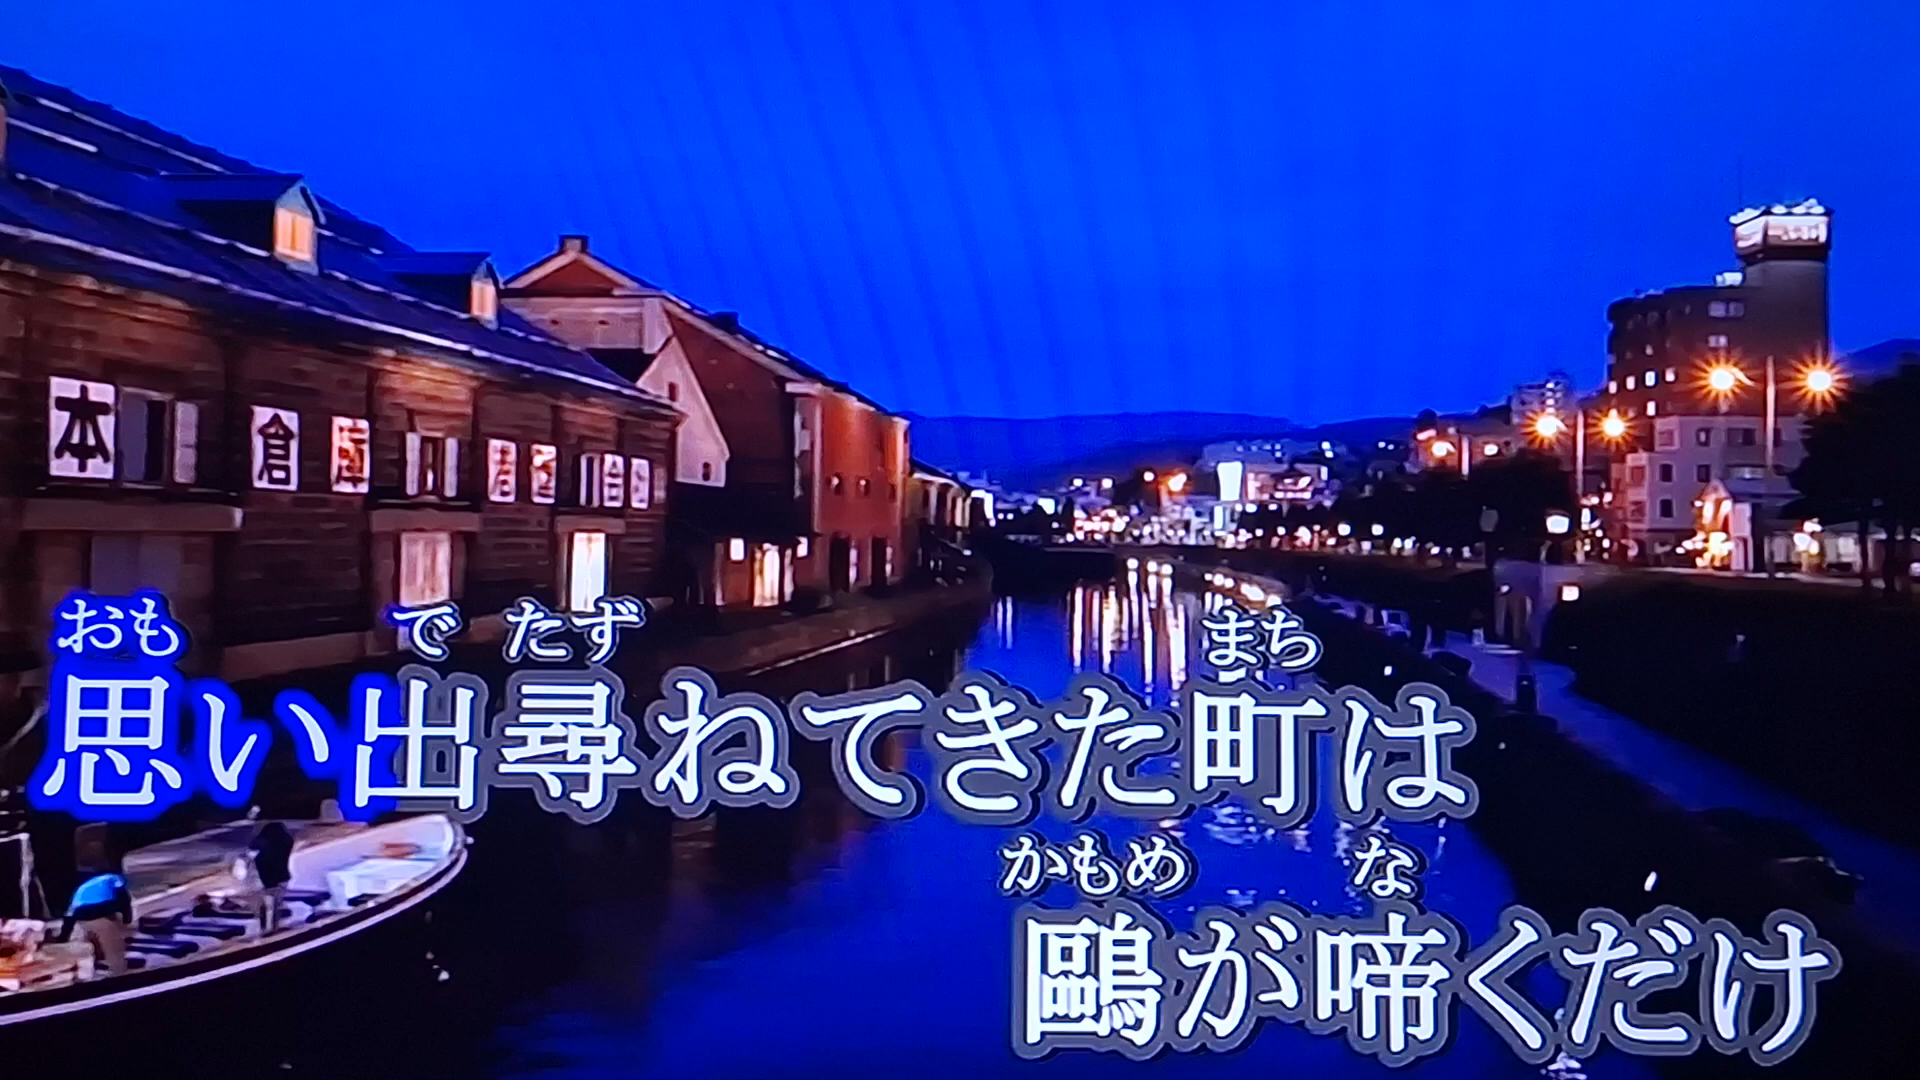 本 倉庫
おも で たず まち
思い出尋ねてきた町は
かもめ な
鷗が啼くだけ